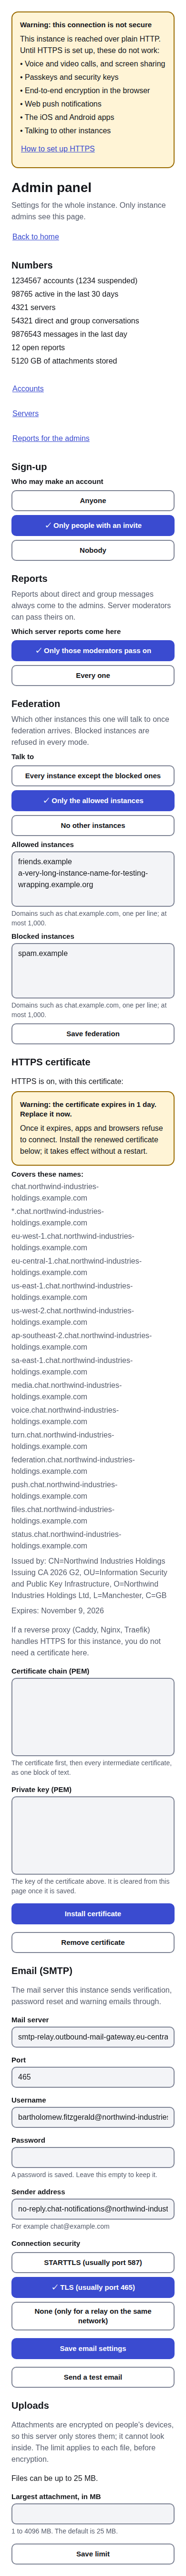 Warning: this connection is not secure
This instance is reached over plain HTTP.
Until HTTPS is set up, these do not work:
• Voice and video calls, and screen sharing
• Passkeys and security keys
• End-to-end encryption in the browser
• Web push notifications
• The iOS and Android apps
• Talking to other instances
How to set up HTTPS
Admin panel
Settings for the whole instance. Only instance
admins see this page.
Back to home
Numbers
1234567 accounts (1234 suspended)
98765 active in the last 30 days
4321 servers
54321 direct and group conversations
9876543 messages in the last day
12 open reports
5120 GB of attachments stored
Accounts
Servers
Reports for the admins
Sign-up
Who may make an account
Anyone
✓ Only people with an invite
Nobody
Reports
Reports about direct and group messages
always come to the admins. Server moderators
can pass theirs on.
Which server reports come here
✓ Only those moderators pass on
Every one
Federation
Which other instances this one will talk to once
federation arrives. Blocked instances are
refused in every mode.
Talk to
Every instance except the blocked ones
✓ Only the allowed instances
No other instances
Allowed instances
friends.example
a-very-long-instance-name-for-testing-
wrapping.example.org
Domains such as chat.example.com, one per line; at
most 1,000.
Blocked instances
spam.example
Domains such as chat.example.com, one per line; at
most 1,000.
Save federation
HTTPS certificate
HTTPS is on, with this certificate:
Warning: the certificate expires in 1 day.
Replace it now.
Once it expires, apps and browsers refuse
to connect. Install the renewed certificate
below; it takes effect without a restart.
Covers these names:
chat.northwind-industries-
holdings.example.com
*.chat.northwind-industries-
holdings.example.com
eu-west-1.chat.northwind-industries-
holdings.example.com
eu-central-1.chat.northwind-industries-
holdings.example.com
us-east-1.chat.northwind-industries-
holdings.example.com
us-west-2.chat.northwind-industries-
holdings.example.com
ap-southeast-2.chat.northwind-industries-
holdings.example.com
sa-east-1.chat.northwind-industries-
holdings.example.com
media.chat.northwind-industries-
holdings.example.com
voice.chat.northwind-industries-
holdings.example.com
turn.chat.northwind-industries-
holdings.example.com
federation.chat.northwind-industries-
holdings.example.com
push.chat.northwind-industries-
holdings.example.com
files.chat.northwind-industries-
holdings.example.com
status.chat.northwind-industries-
holdings.example.com
Issued by: CN=Northwind Industries Holdings
Issuing CA 2026 G2, OU=Information Security
and Public Key Infrastructure, O=Northwind
Industries Holdings Ltd, L=Manchester, C=GB
Expires: November 9, 2026
If a reverse proxy (Caddy, Nginx, Traefik)
handles HTTPS for this instance, you do not
need a certificate here.
Certificate chain (PEM)
The certificate first, then every intermediate certificate,
as one block of text.
Private key (PEM)
The key of the certificate above. It is cleared from this
page once it is saved.
Install certificate
Remove certificate
Email (SMTP)
The mail server this instance sends verification,
password reset and warning emails through.
Mail server
smtp-relay.outbound-mail-gateway.eu-centra
Port
465
Username
bartholomew.fitzgerald@northwind-industries
Password
A password is saved. Leave this empty to keep it.
Sender address
no-reply.chat-notifications@northwind-indust
For example chat@example.com
Connection security
STARTTLS (usually port 587)
✓ TLS (usually port 465)
None (only for a relay on the same
network)
Save email settings
Send a test email
Uploads
Attachments are encrypted on people's devices,
so this server only stores them; it cannot look
inside. The limit applies to each file, before
encryption.
Files can be up to 25 MB.
Largest attachment, in MB
1 to 4096 MB. The default is 25 MB.
Save limit